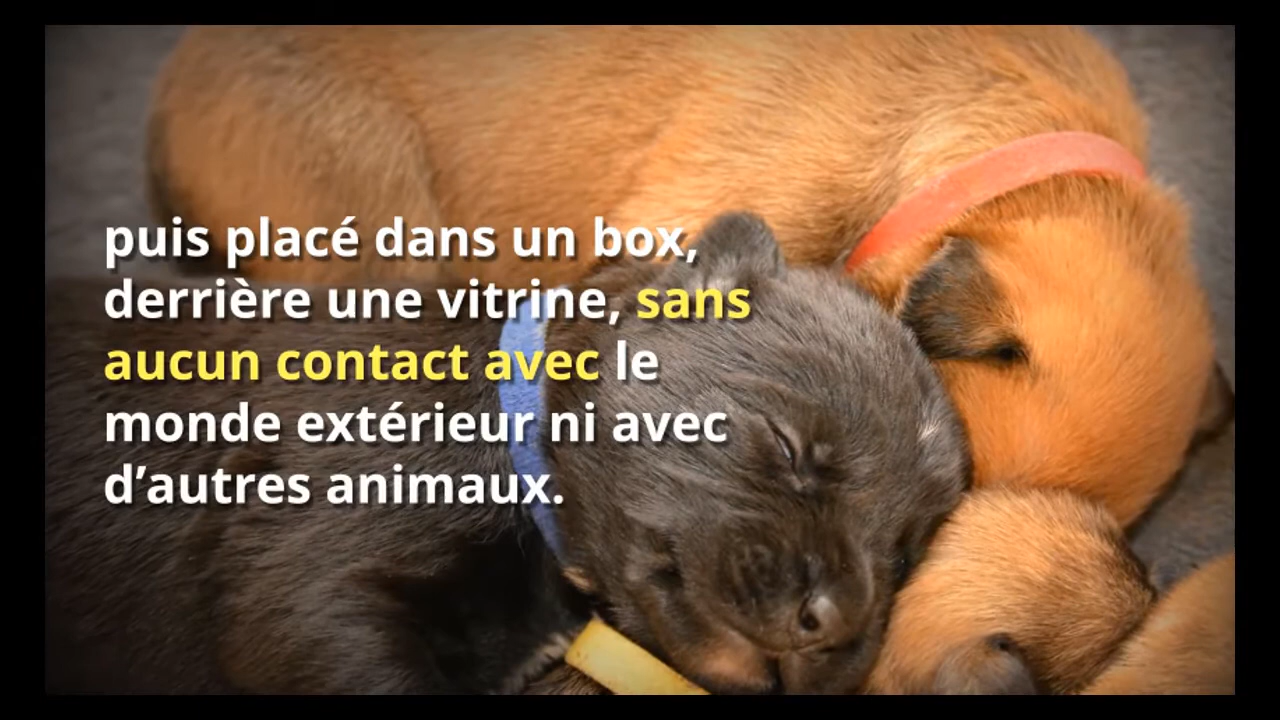 puis placé dans un box,
derrière une vitrine, sans
aucun contact avec le
monde extérieur ni avec
d’autres animaux.